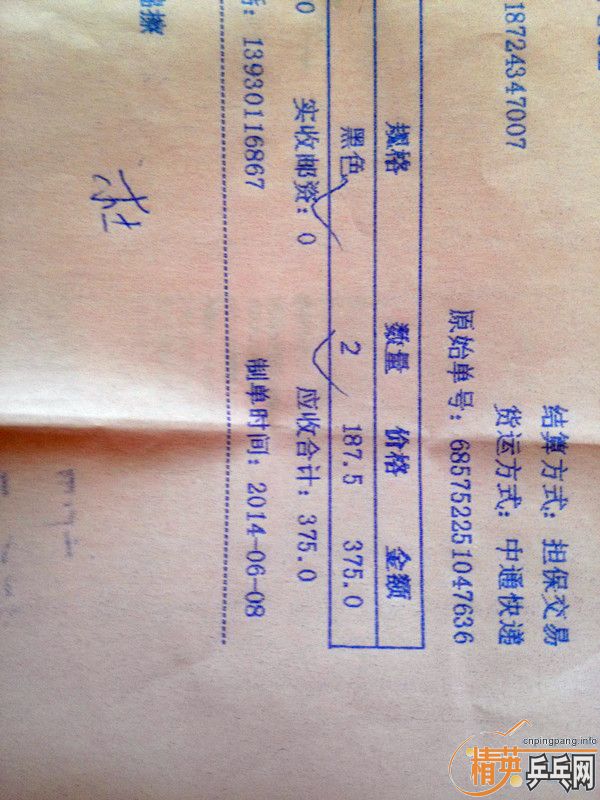 结算方式：担保交易
18724347007 货运方式：中通快递
原始单号：685752251047636
规格 数量 价格 金额
黑色 2 187.5 375.0
0 实收邮资：0 应收合计：375.0
话：13930116867 制单时间：2014-06-08
cnpingpang.info
精英乒乓网